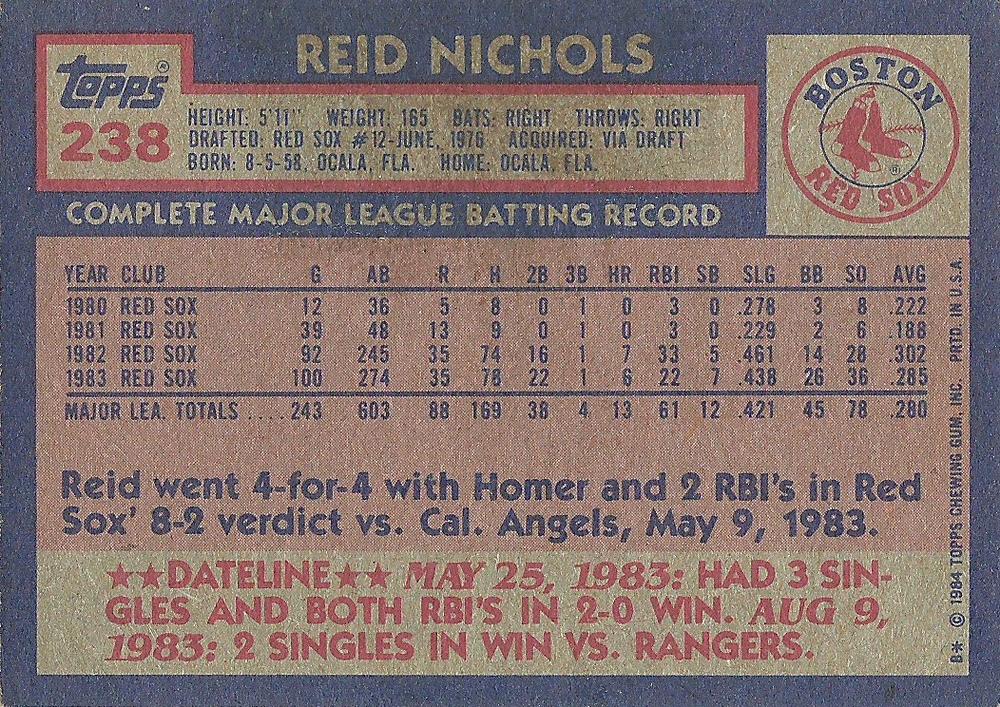 REID NICHOLS
topps®
238
HEIGHT: 5'11" WEIGHT: 165 BATS: RIGHT THROWS: RIGHT
DRAFTED: RED SOX #12-JUNE, 1976 ACQUIRED: VIA DRAFT
BORN: 8-5-58, OCALA, FLA. HOME: OCALA, FLA.
BOSTON
RED SOX
®
COMPLETE MAJOR LEAGUE BATTING RECORD
YEAR CLUB G AB R H 2B 3B HR RBI SB SLG BB SO AVG
1980 RED SOX 12 36 5 8 0 1 0 3 0 .278 3 8 .222
1981 RED SOX 39 48 13 9 0 1 0 3 0 .229 2 6 .188
1982 RED SOX 92 245 35 74 16 1 7 33 5 .461 14 28 .302
1983 RED SOX 100 274 35 78 22 1 6 22 7 .438 26 36 .285
MAJOR LEA. TOTALS .... 243 603 88 169 38 4 13 61 12 .421 45 78 .280
Reid went 4-for-4 with Homer and 2 RBI's in Red
Sox' 8-2 verdict vs. Cal. Angels, May 9, 1983.
★★DATELINE★★ MAY 25, 1983: HAD 3 SIN-
GLES AND BOTH RBI'S IN 2-0 WIN. AUG 9,
1983: 2 SINGLES IN WIN VS. RANGERS.
B* © 1984 TOPPS CHEWING GUM, INC. PRTD. IN U.S.A.